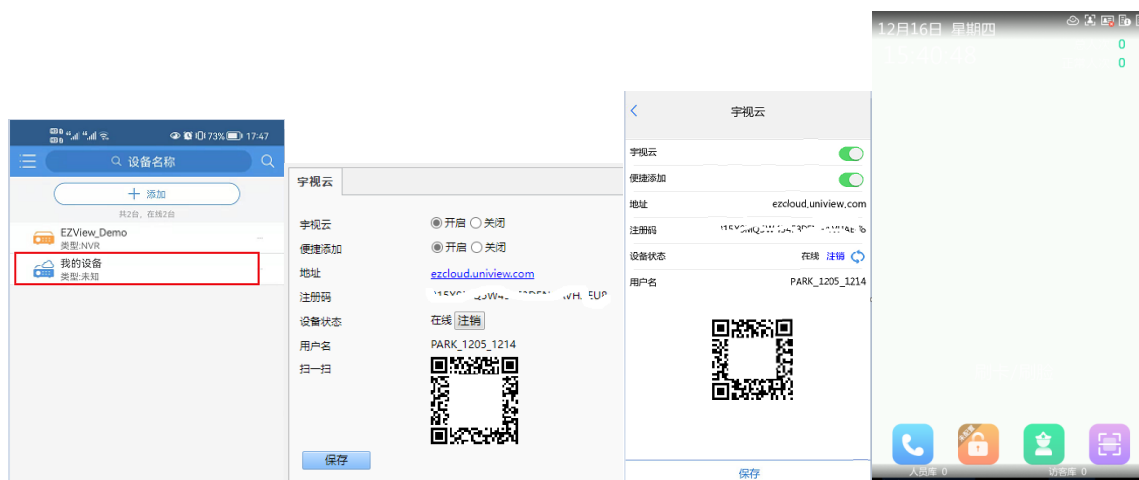 73% 17:47
设备名称
添加
共2台，在线2台
EZView_Demo
类型:NVR
我的设备
类型:未知
宇视云
宇视云 开启 关闭
便捷添加 开启 关闭
地址 ezcloud.uniview.com
注册码
设备状态 在线 注销
用户名 PARK_1205_1214
扫一扫
保存
宇视云
宇视云
便捷添加
地址 ezcloud.uniview.com
注册码
设备状态 在线 注销
用户名 PARK_1205_1214
保存
12月16日 星期四
0
0
人员库 0 访客库 0